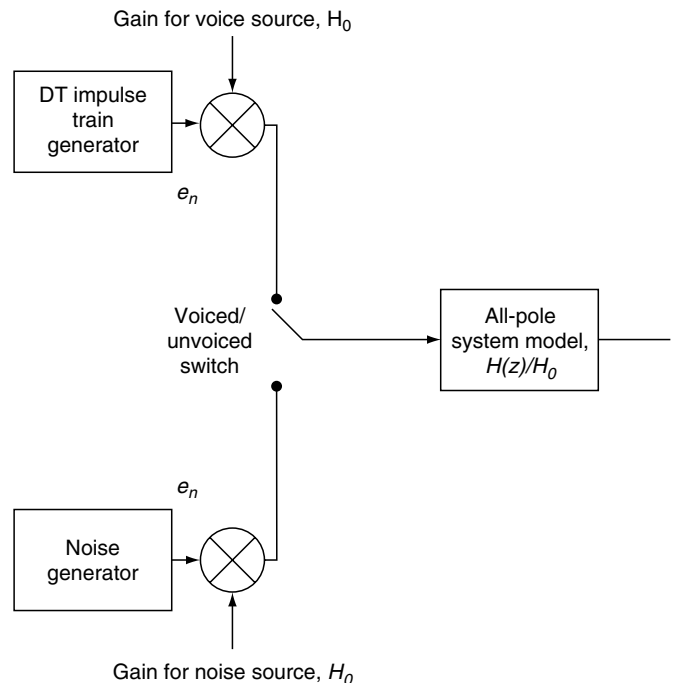 Gain for voice source, H₀
DT impulse
train
generator
eₙ
Voiced/
unvoiced
switch
All-pole
system model,
H(z)/H₀
eₙ
Noise
generator
Gain for noise source, H₀